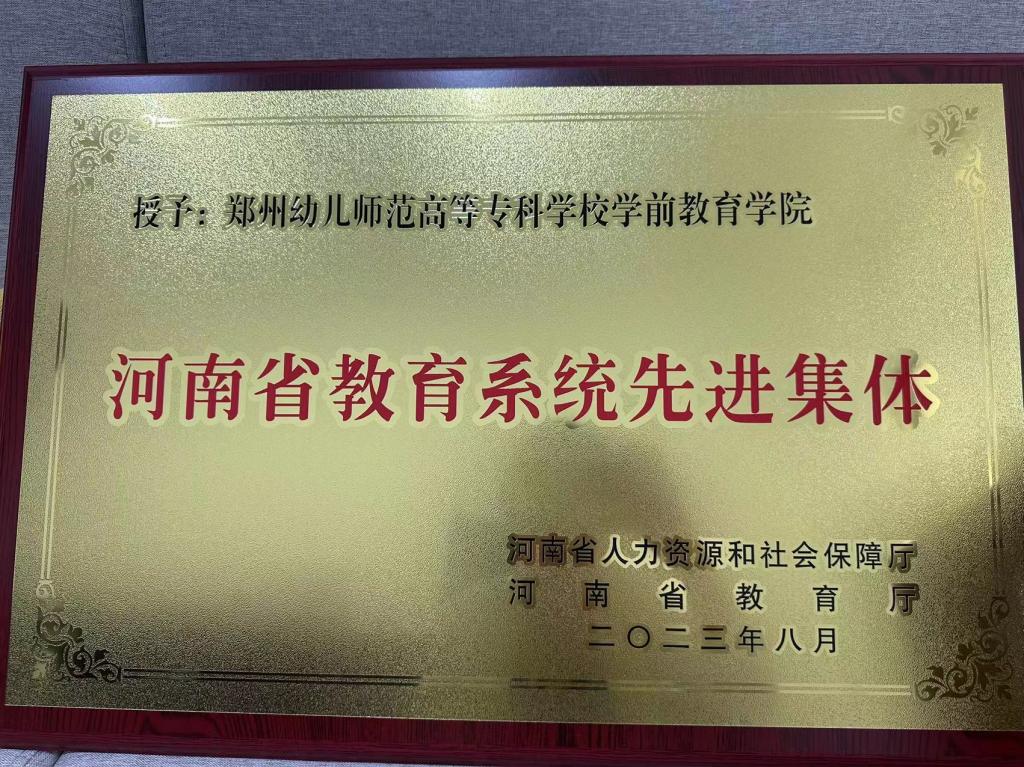 授予：郑州幼儿师范高等专科学校学前教育学院
河南省教育系统先进集体
河南省人力资源和社会保障厅
河南省教育厅
二〇二三年八月